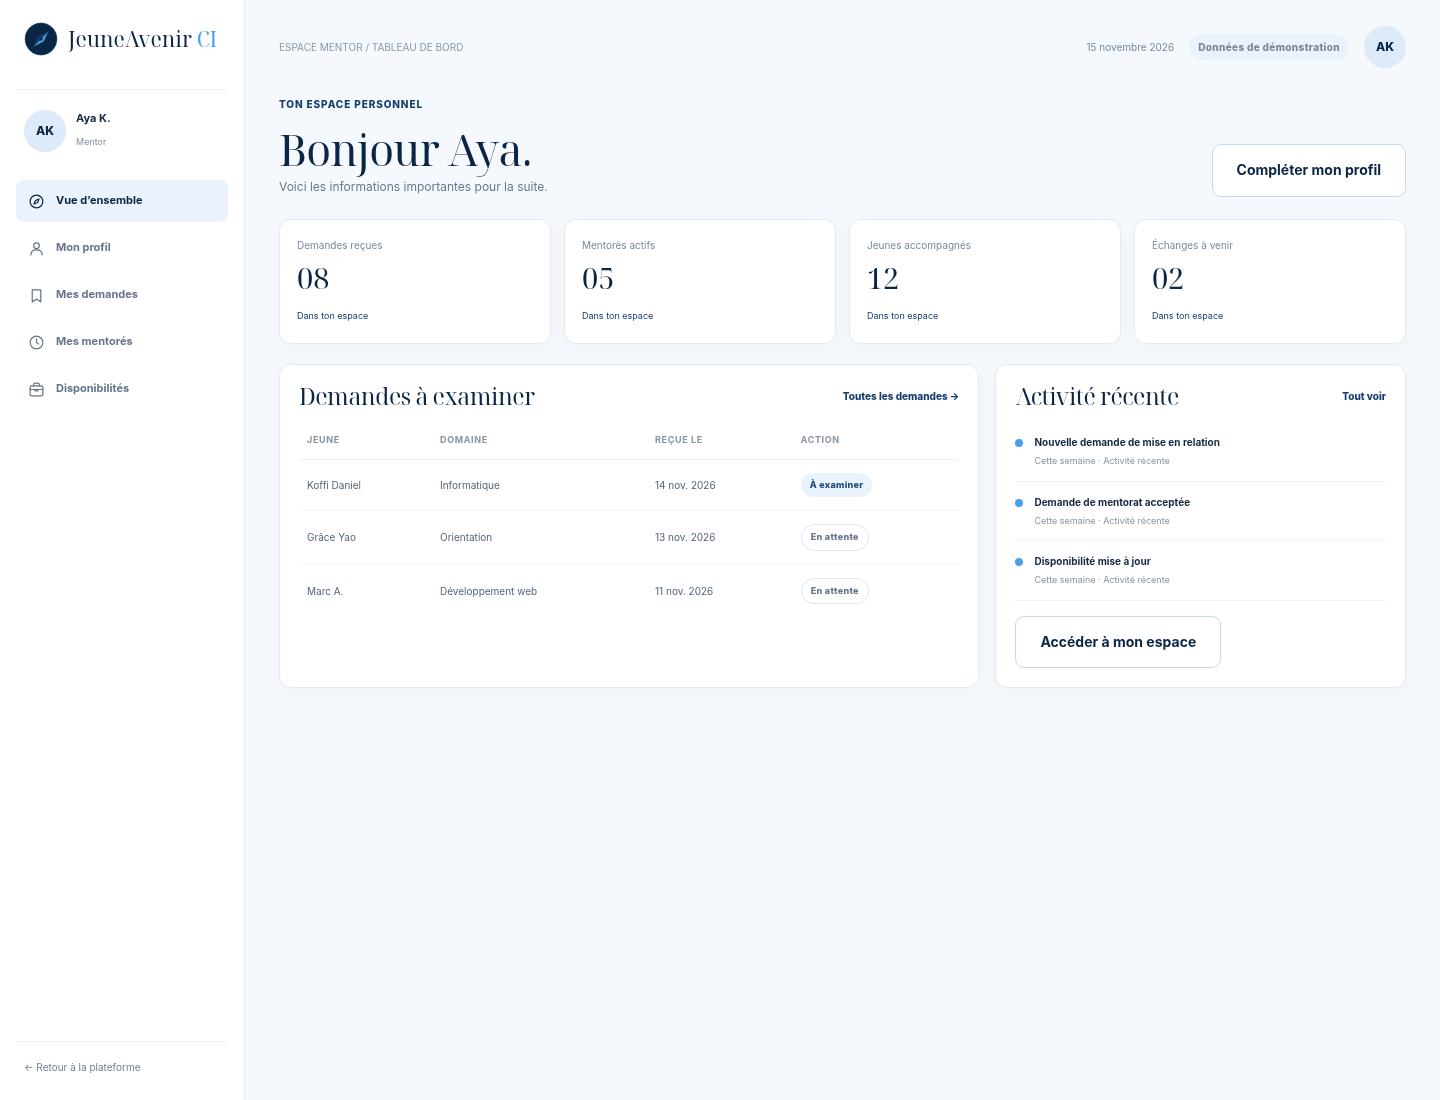 JeuneAvenir CI
Aya K.
AK
Mentor
Vue d’ensemble
Mon profil
Mes demandes
Mes mentorés
Disponibilités
← Retour à la plateforme
ESPACE MENTOR / TABLEAU DE BORD
15 novembre 2026
Données de démonstration
AK
TON ESPACE PERSONNEL
Bonjour Aya.
Voici les informations importantes pour la suite.
Compléter mon profil
Demandes reçues
08
Dans ton espace
Mentorés actifs
05
Dans ton espace
Jeunes accompagnés
12
Dans ton espace
Échanges à venir
02
Dans ton espace
Demandes à examiner
Toutes les demandes →
JEUNE DOMAINE REÇUE LE ACTION
Koffi Daniel Informatique 14 nov. 2026 À examiner
Grâce Yao Orientation 13 nov. 2026 En attente
Marc A. Développement web 11 nov. 2026 En attente
Activité récente
Tout voir
Nouvelle demande de mise en relation
Cette semaine · Activité récente
Demande de mentorat acceptée
Cette semaine · Activité récente
Disponibilité mise à jour
Cette semaine · Activité récente
Accéder à mon espace